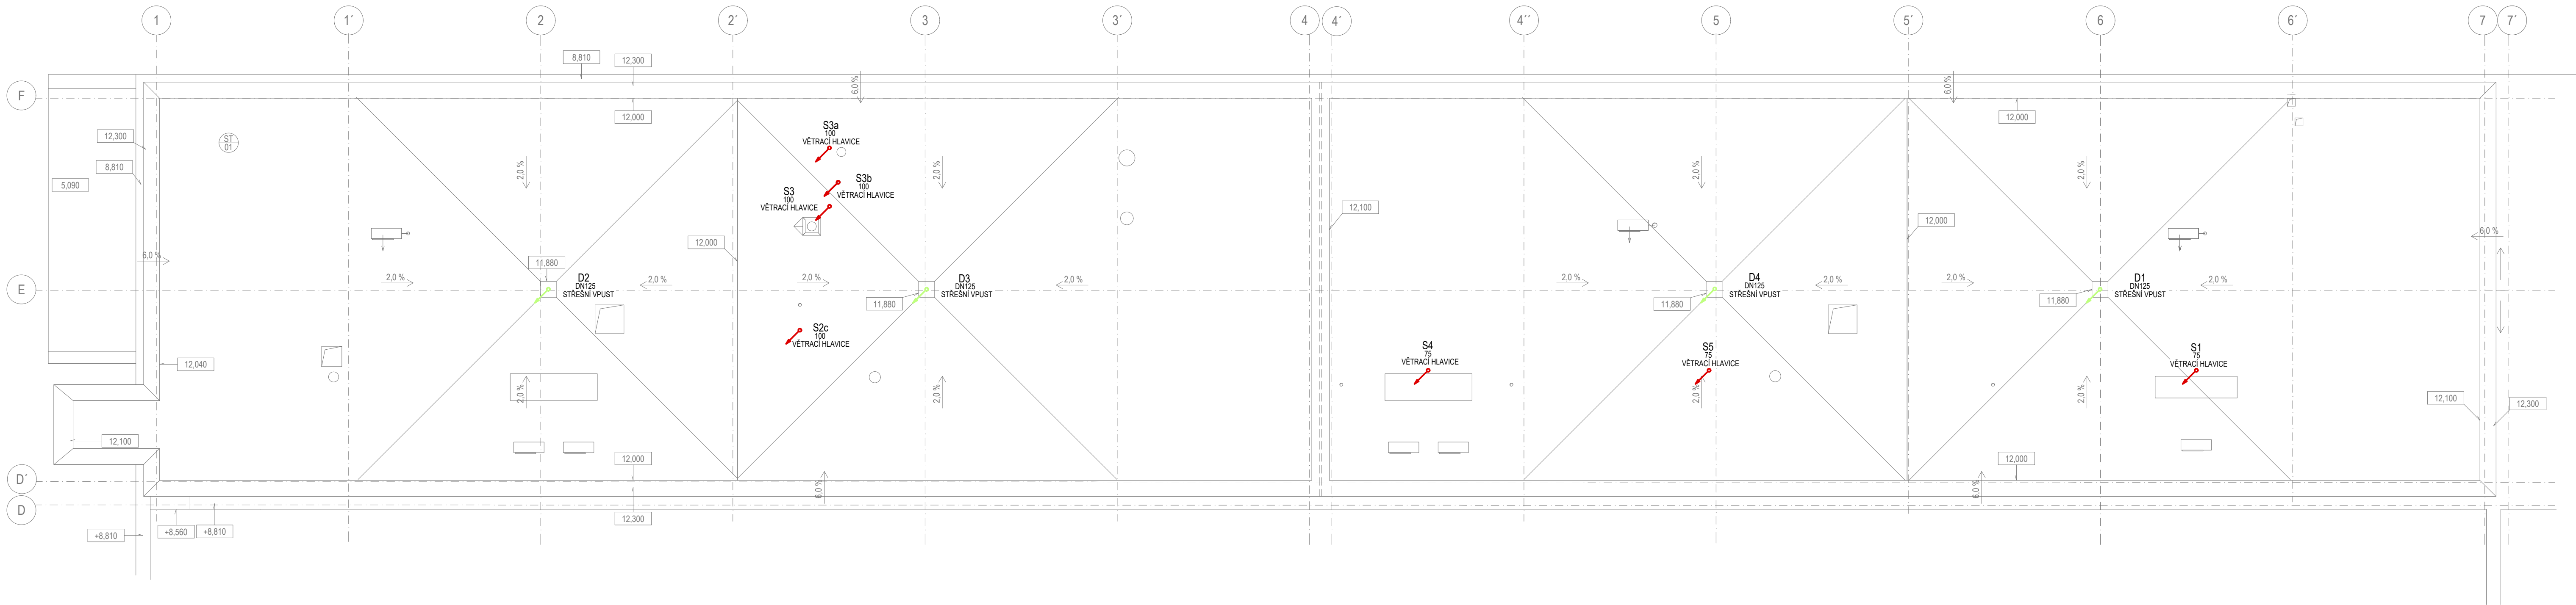 1 1´ 2 2´ 3 3´ 4 4´ 4´´ 5 5´ 6 6´ 7 7´
8,810
12,300
6,0 %
6,0 %
F
12,000
12,000
S3a
100
VĚTRACÍ HLAVICE
12,300
ST
01
8,810
5,090
2,0 %
2,0 %
2,0 %
2,0 %
S3b
100
VĚTRACÍ HLAVICE
S3
100
VĚTRACÍ HLAVICE
12,100
12,000
12,000
6,0 %
6,0 %
11,880
E
2,0 %
2,0 %
2,0 %
2,0 %
2,0 %
2,0 %
2,0 %
2,0 %
D2
DN125
STŘEŠNÍ VPUST
D3
DN125
STŘEŠNÍ VPUST
11,880
D4
DN125
STŘEŠNÍ VPUST
11,880
D1
DN125
STŘEŠNÍ VPUST
11,880
S2c
100
VĚTRACÍ HLAVICE
S4
75
VĚTRACÍ HLAVICE
S5
75
VĚTRACÍ HLAVICE
S1
75
VĚTRACÍ HLAVICE
12,040
2,0 %
2,0 %
2,0 %
2,0 %
12,100
12,300
12,100
12,000
12,000
D´
6,0 %
6,0 %
D
12,300
+8,810
+8,560
+8,810